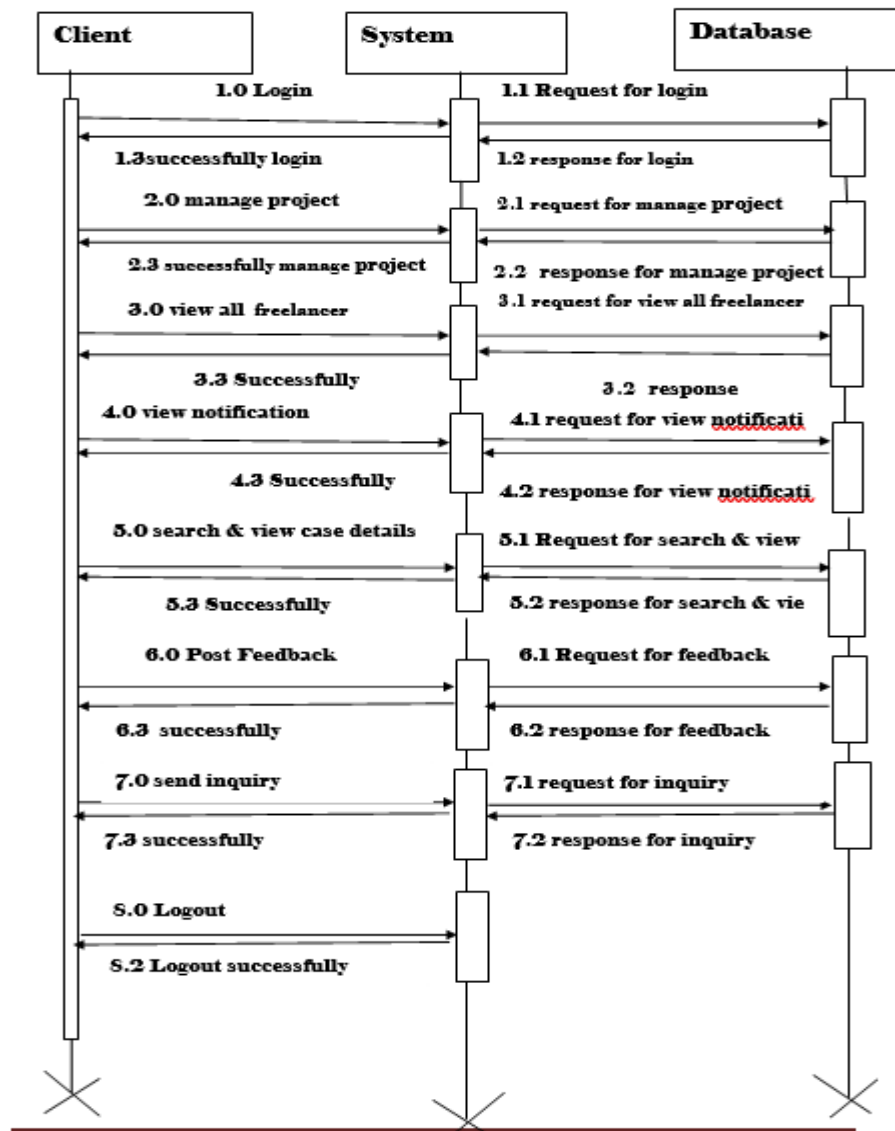 Client
System
Database
1.0 Login
1.1 Request for login
1.3successfully login
1.2 response for login
2.0 manage project
2.1 request for manage project
2.3 successfully manage project
2.2 response for manage project
3.0 view all freelancer
3.1 request for view all freelancer
3.3 Successfully
3.2 response
4.0 view notification
4.1 request for view notificati
4.3 Successfully
4.2 response for view notificati
5.0 search & view case details
5.1 Request for search & view
5.3 Successfully
5.2 response for search & vie
6.0 Post Feedback
6.1 Request for feedback
6.3 successfully
6.2 response for feedback
7.0 send inquiry
7.1 request for inquiry
7.3 successfully
7.2 response for inquiry
8.0 Logout
8.2 Logout successfully